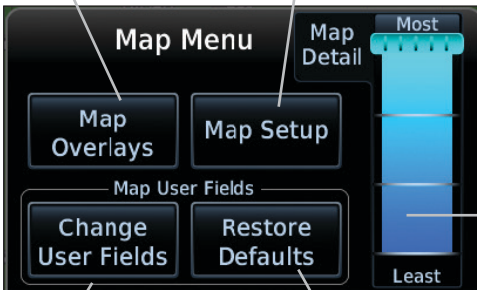 Map Menu
Map
Detail
Most
Map
Overlays
Map Setup
Map User Fields
Change
User Fields
Restore
Defaults
Least